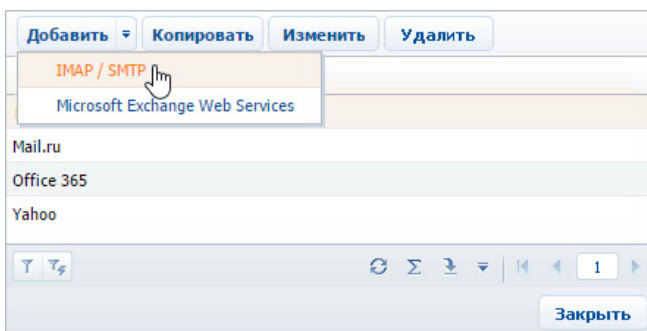 Добавить Копировать Изменить Удалить
IMAP / SMTP
Microsoft Exchange Web Services
Mail.ru
Office 365
Yahoo
1
Закрыть